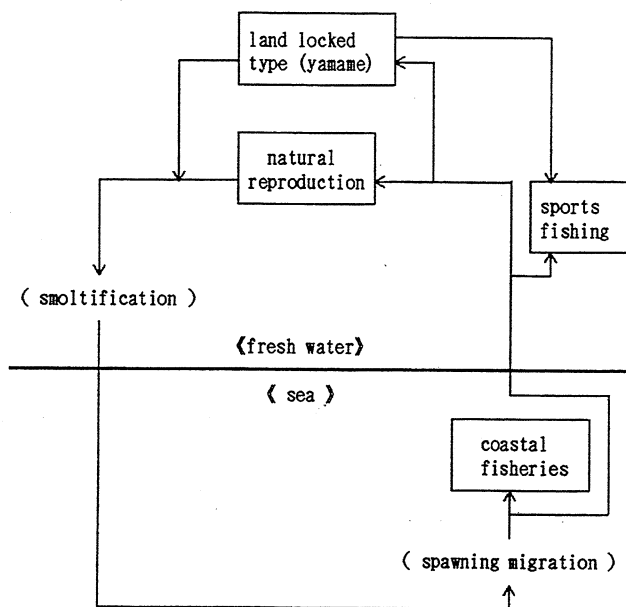 land locked
type (yamame)
natural
reproduction
sports
fishing
( smoltification )
《fresh water》
《 sea 》
coastal
fisheries
( spawning migration )